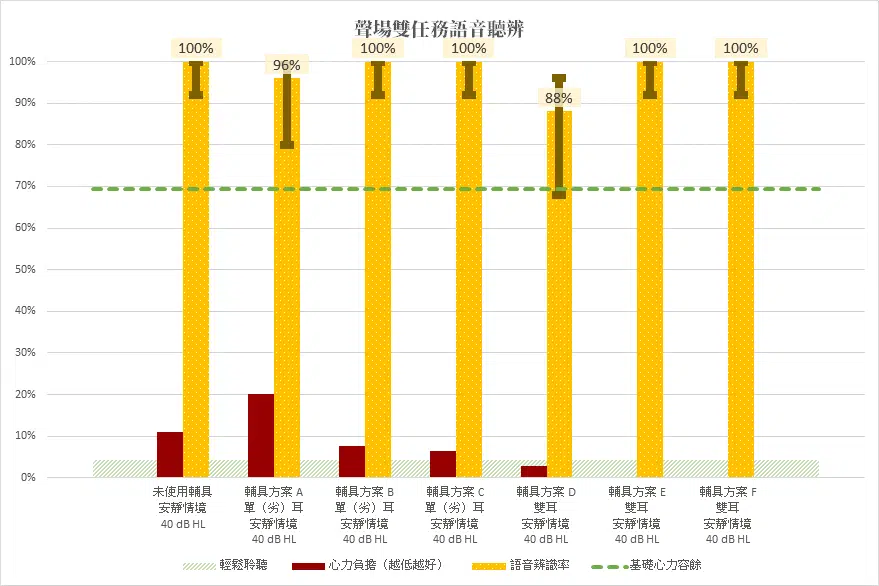 聲場雙任務語音聽辨
100%
96%
100%
100%
88%
100%
100%
100%
90%
80%
70%
60%
50%
40%
30%
20%
10%
0%
未使用輔具
安靜情境
40 dB HL
輔具方案 A
單（劣）耳
安靜情境
40 dB HL
輔具方案 B
單（劣）耳
安靜情境
40 dB HL
輔具方案 C
單（劣）耳
安靜情境
40 dB HL
輔具方案 D
雙耳
安靜情境
40 dB HL
輔具方案 E
雙耳
安靜情境
40 dB HL
輔具方案 F
雙耳
安靜情境
40 dB HL
輕鬆聆聽
心力負擔（越低越好）
語音辨識率
基礎心力容餘